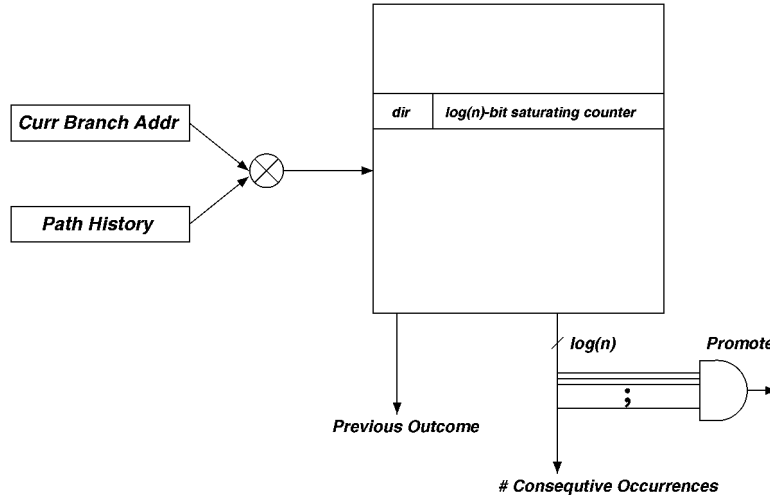 dir log(n)-bit saturating counter
Curr Branch Addr
Path History
log(n)
Promote
;
Previous Outcome
# Consequtive Occurrences